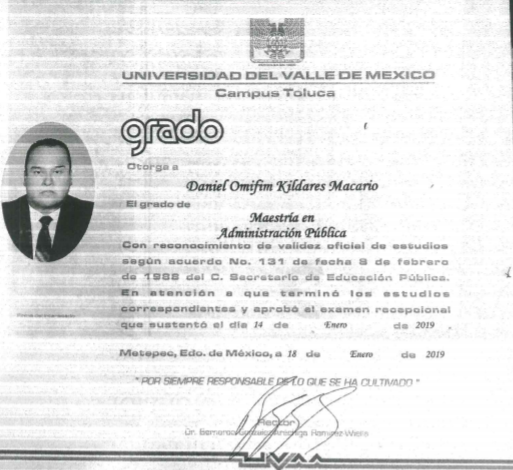 UNIVERSIDAD DEL VALLE DE MEXICO
Campus Toluca
grado
Otorga a
Daniel Omifim Kildares Macario
El grado de
Maestría en
Administración Pública
Con reconocimiento de validez oficial de estudios
según acuerdo No. 131 de fecha 8 de febrero
de 1988 del C. Secretario de Educación Pública.
En atención a que terminó los estudios
correspondientes y aprobó el examen recepcional
que sustentó el día 14 de Enero de 2019
Metepec, Edo. de México, a 18 de Enero de 2019
"POR SIEMPRE RESPONSABLE DE LO QUE SE HA CULTIVADO"
Rector
Dr.
UVM